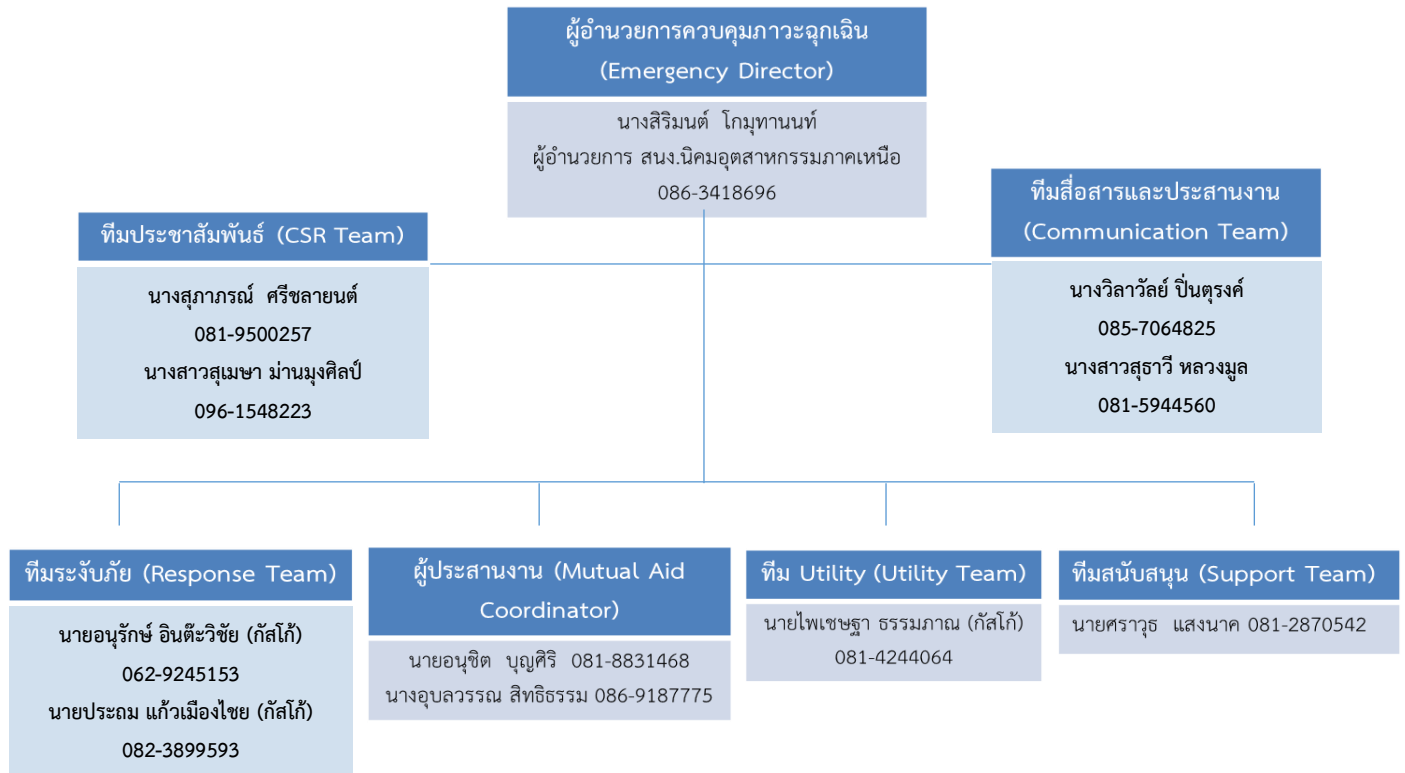 ผู้อำนวยการควบคุมภาวะฉุกเฉิน
(Emergency Director)
นางสิริมนต์ โกมุทานนท์
ผู้อำนวยการ สนง.นิคมอุตสาหกรรมภาคเหนือ
086-3418696
ทีมประชาสัมพันธ์ (CSR Team)
นางสุภาภรณ์ ศรีชลายนต์
081-9500257
นางสาวสุเมษา ม่านมุงศิลป์
096-1548223
ทีมสื่อสารและประสานงาน
(Communication Team)
นางวิลาวัลย์ ปิ่นตุรงค์
085-7064825
นางสาวสุธาวี หลวงมูล
081-5944560
ทีมระงับภัย (Response Team)
นายอนุรักษ์ อินต๊ะวิชัย (กัสโก้)
062-9245153
นายประถม แก้วเมืองไชย (กัสโก้)
082-3899593
ผู้ประสานงาน (Mutual Aid
Coordinator)
นายอนุชิต บุญศิริ 081-8831468
นางอุบลวรรณ สิทธิธรรม 086-9187775
ทีม Utility (Utility Team)
นายไพเชษฐา ธรรมภาณ (กัสโก้)
081-4244064
ทีมสนับสนุน (Support Team)
นายศราวุธ แสงนาค 081-2870542